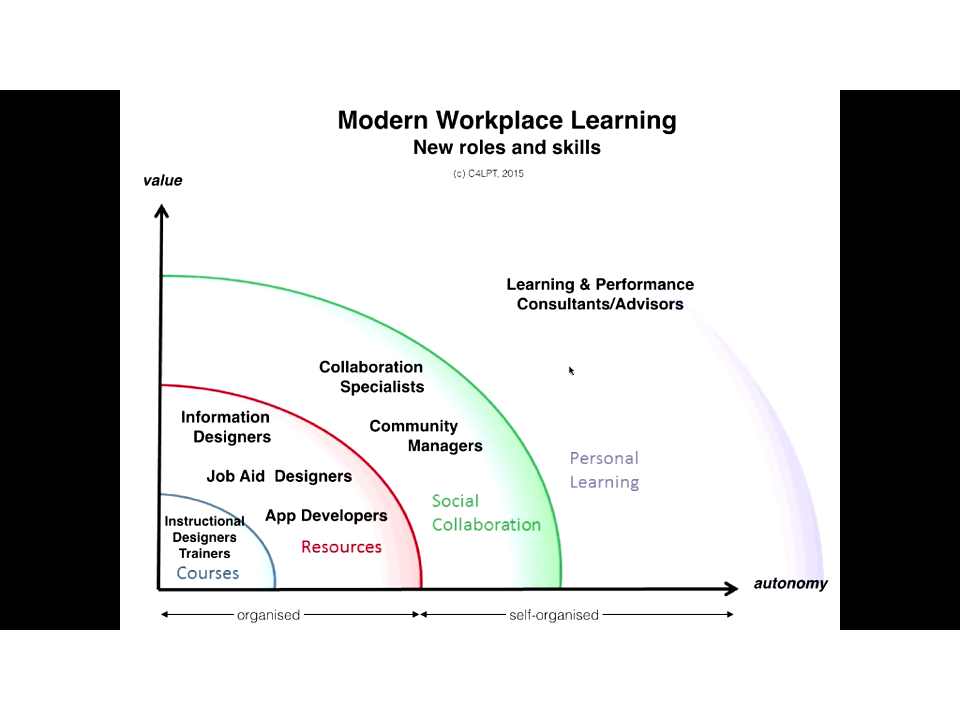 Modern Workplace Learning
New roles and skills
(c) C4LPT, 2015
value
Learning & Performance
Consultants/Advisors
Collaboration
Specialists
Information
Designers
Community
Managers
Job Aid Designers
Personal
Learning
Social
Collaboration
App Developers
Resources
Instructional
Designers
Trainers
Courses
autonomy
organised
self-organised